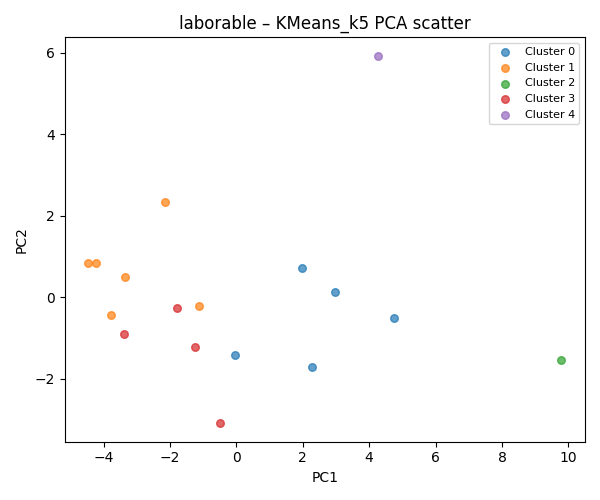 laborable – KMeans_k5 PCA scatter
Cluster 0
Cluster 1
Cluster 2
Cluster 3
Cluster 4
6
4
2
0
−2
PC2
−4
−2
0
2
4
6
8
10
PC1